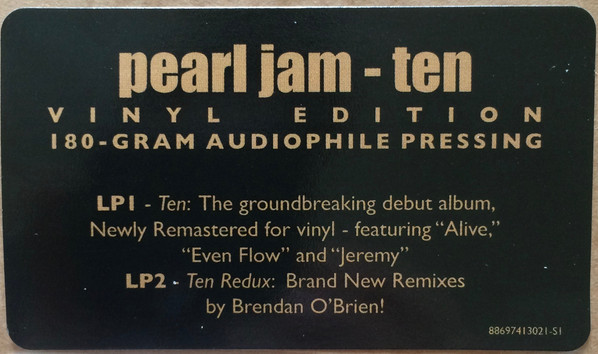 pearl jam - ten
VINYL EDITION
180-GRAM AUDIOPHILE PRESSING
LP1 - Ten: The groundbreaking debut album,
Newly Remastered for vinyl - featuring “Alive,”
“Even Flow” and “Jeremy”
LP2 - Ten Redux: Brand New Remixes
by Brendan O’Brien!
88697413021-S1